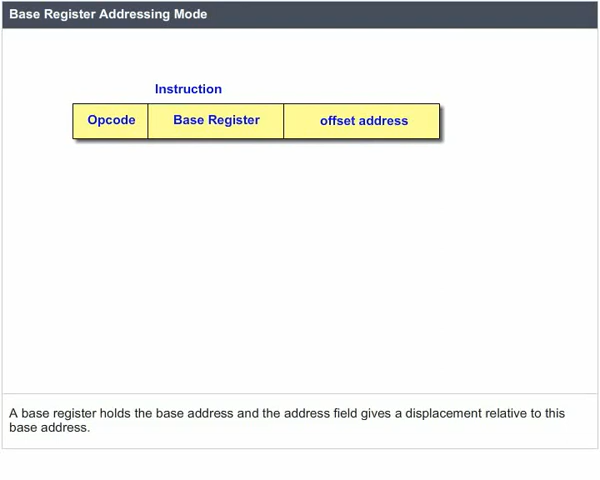 Base Register Addressing Mode
Instruction
Opcode Base Register offset address
A base register holds the base address and the address field gives a displacement relative to this
base address.